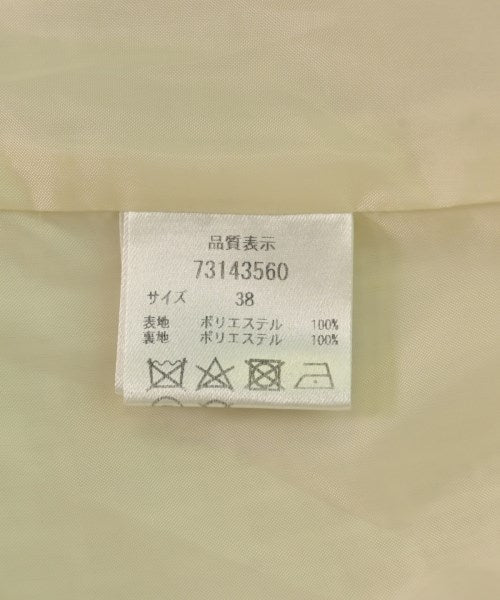 品質表示
73143560
サイズ 38
表地 ポリエステル 100%
裏地 ポリエステル 100%